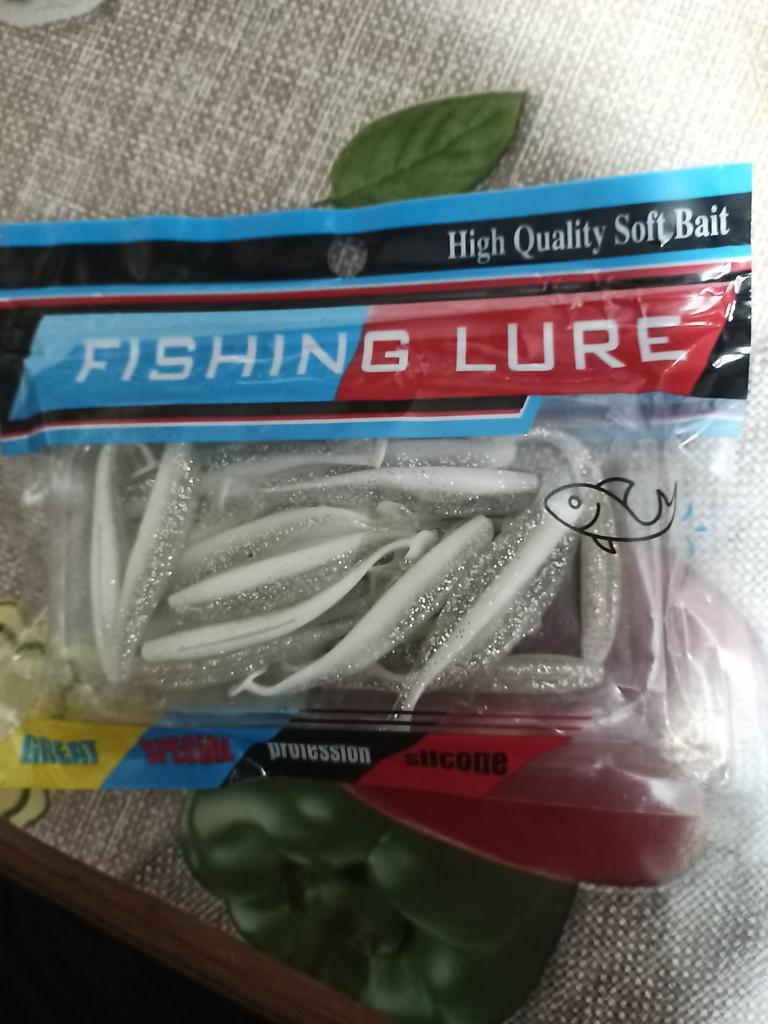 High Quality Soft Bait
FISHING LURE
GREAT SPECIAL profession silicone